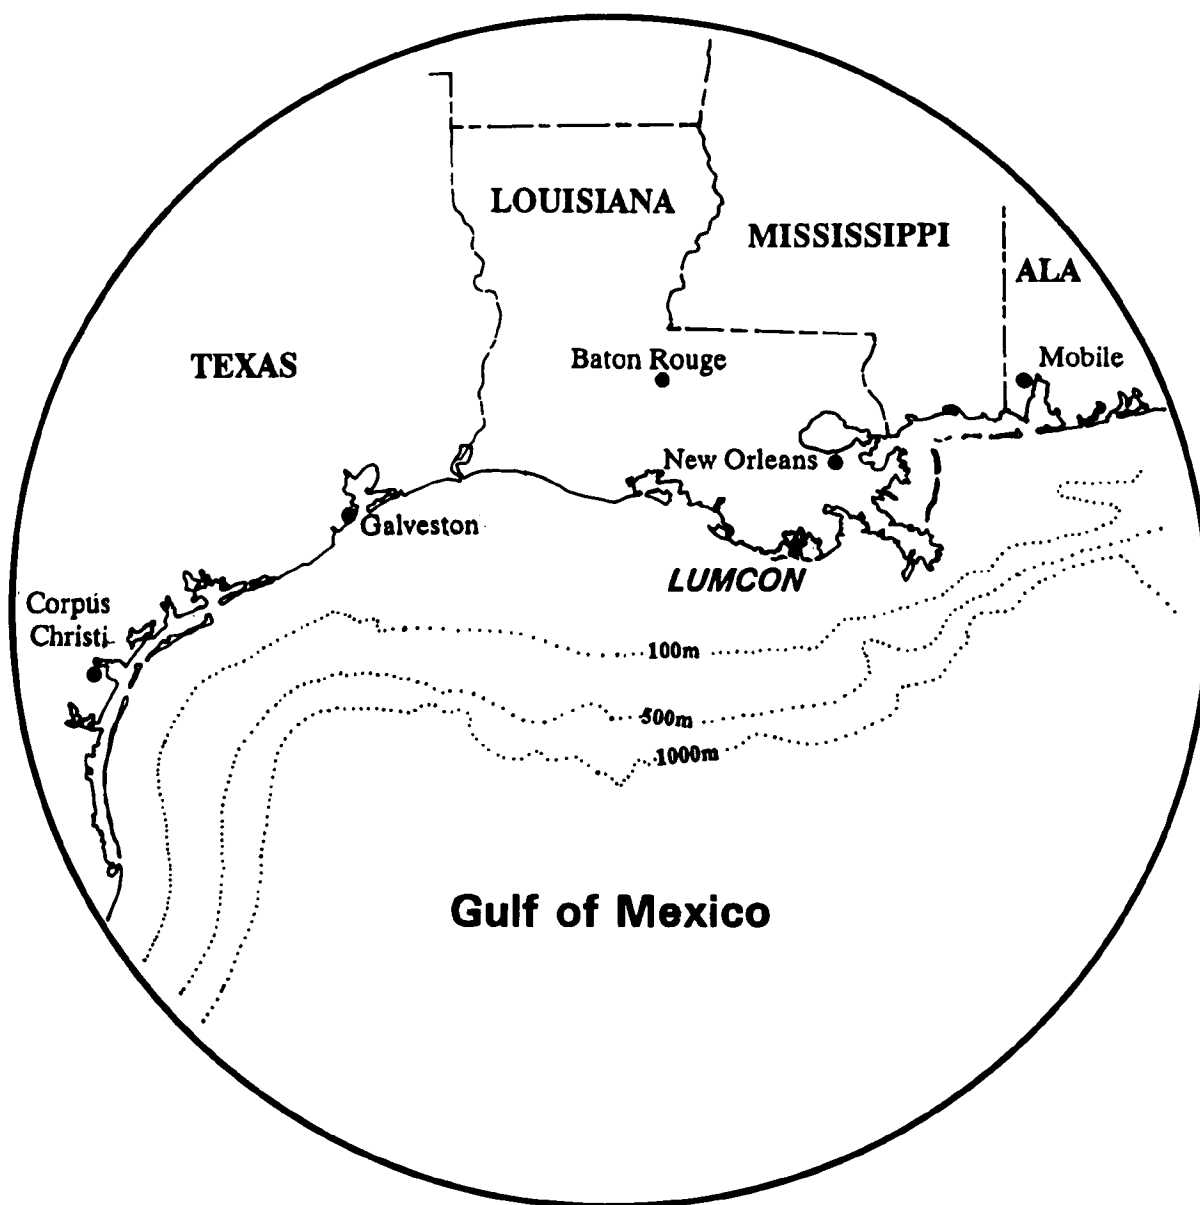 LOUISIANA
MISSISSIPPI
ALA
TEXAS
Baton Rouge
Mobile
New Orleans
Galveston
LUMCON
Corpus
Christi
100m
500m
1000m
Gulf of Mexico